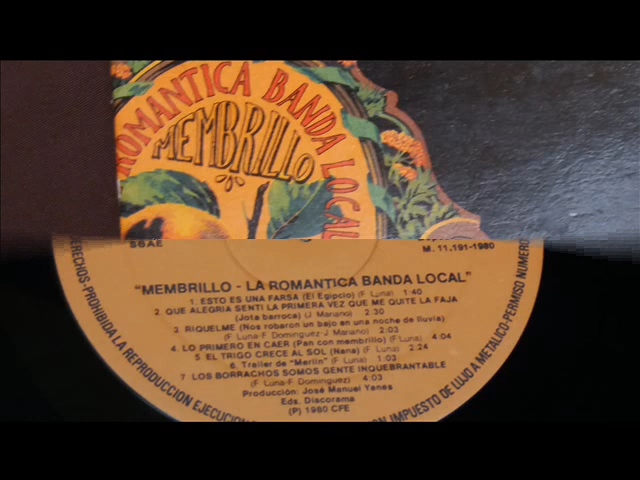 ROMANTICA BANDA LOCAL
MEMBRILLO
SGAE
M. 11.191-1980
"MEMBRILLO - LA ROMANTICA BANDA LOCAL"
1. ESTO ES UNA FARSA (El Egipcio) (F Luna) 1:40
2. QUE ALEGRIA SENTI LA PRIMERA VEZ QUE ME QUITE LA FAJA
(Jota barroca) (J Mariano) 2:30
3. RIQUELME (Nos robaron un bajo en una noche de lluvia)
(F Luna-F Dominguez-J Mariano) 2:03
4. LO PRIMERO EN CAER (Pan con membrillo) (F Luna) 4:04
5 EL TRIGO CRECE AL SOL (Nana) (F Luna) 2:24
6. Trailer de "Merlin" (F Luna) 1:03
7 LOS BORRACHOS SOMOS GENTE INQUEBRANTABLE
(F Luna-F Dominguez) 4:03
Producción: José Manuel Yanes
Eds. Discorama
(P) 1980 CFE
DERECHOS-PROHIBIDA LA REPRODUCCION EJECUCION
IMPUESTO DE LUJO A METALICO-PERMISO NUMERO